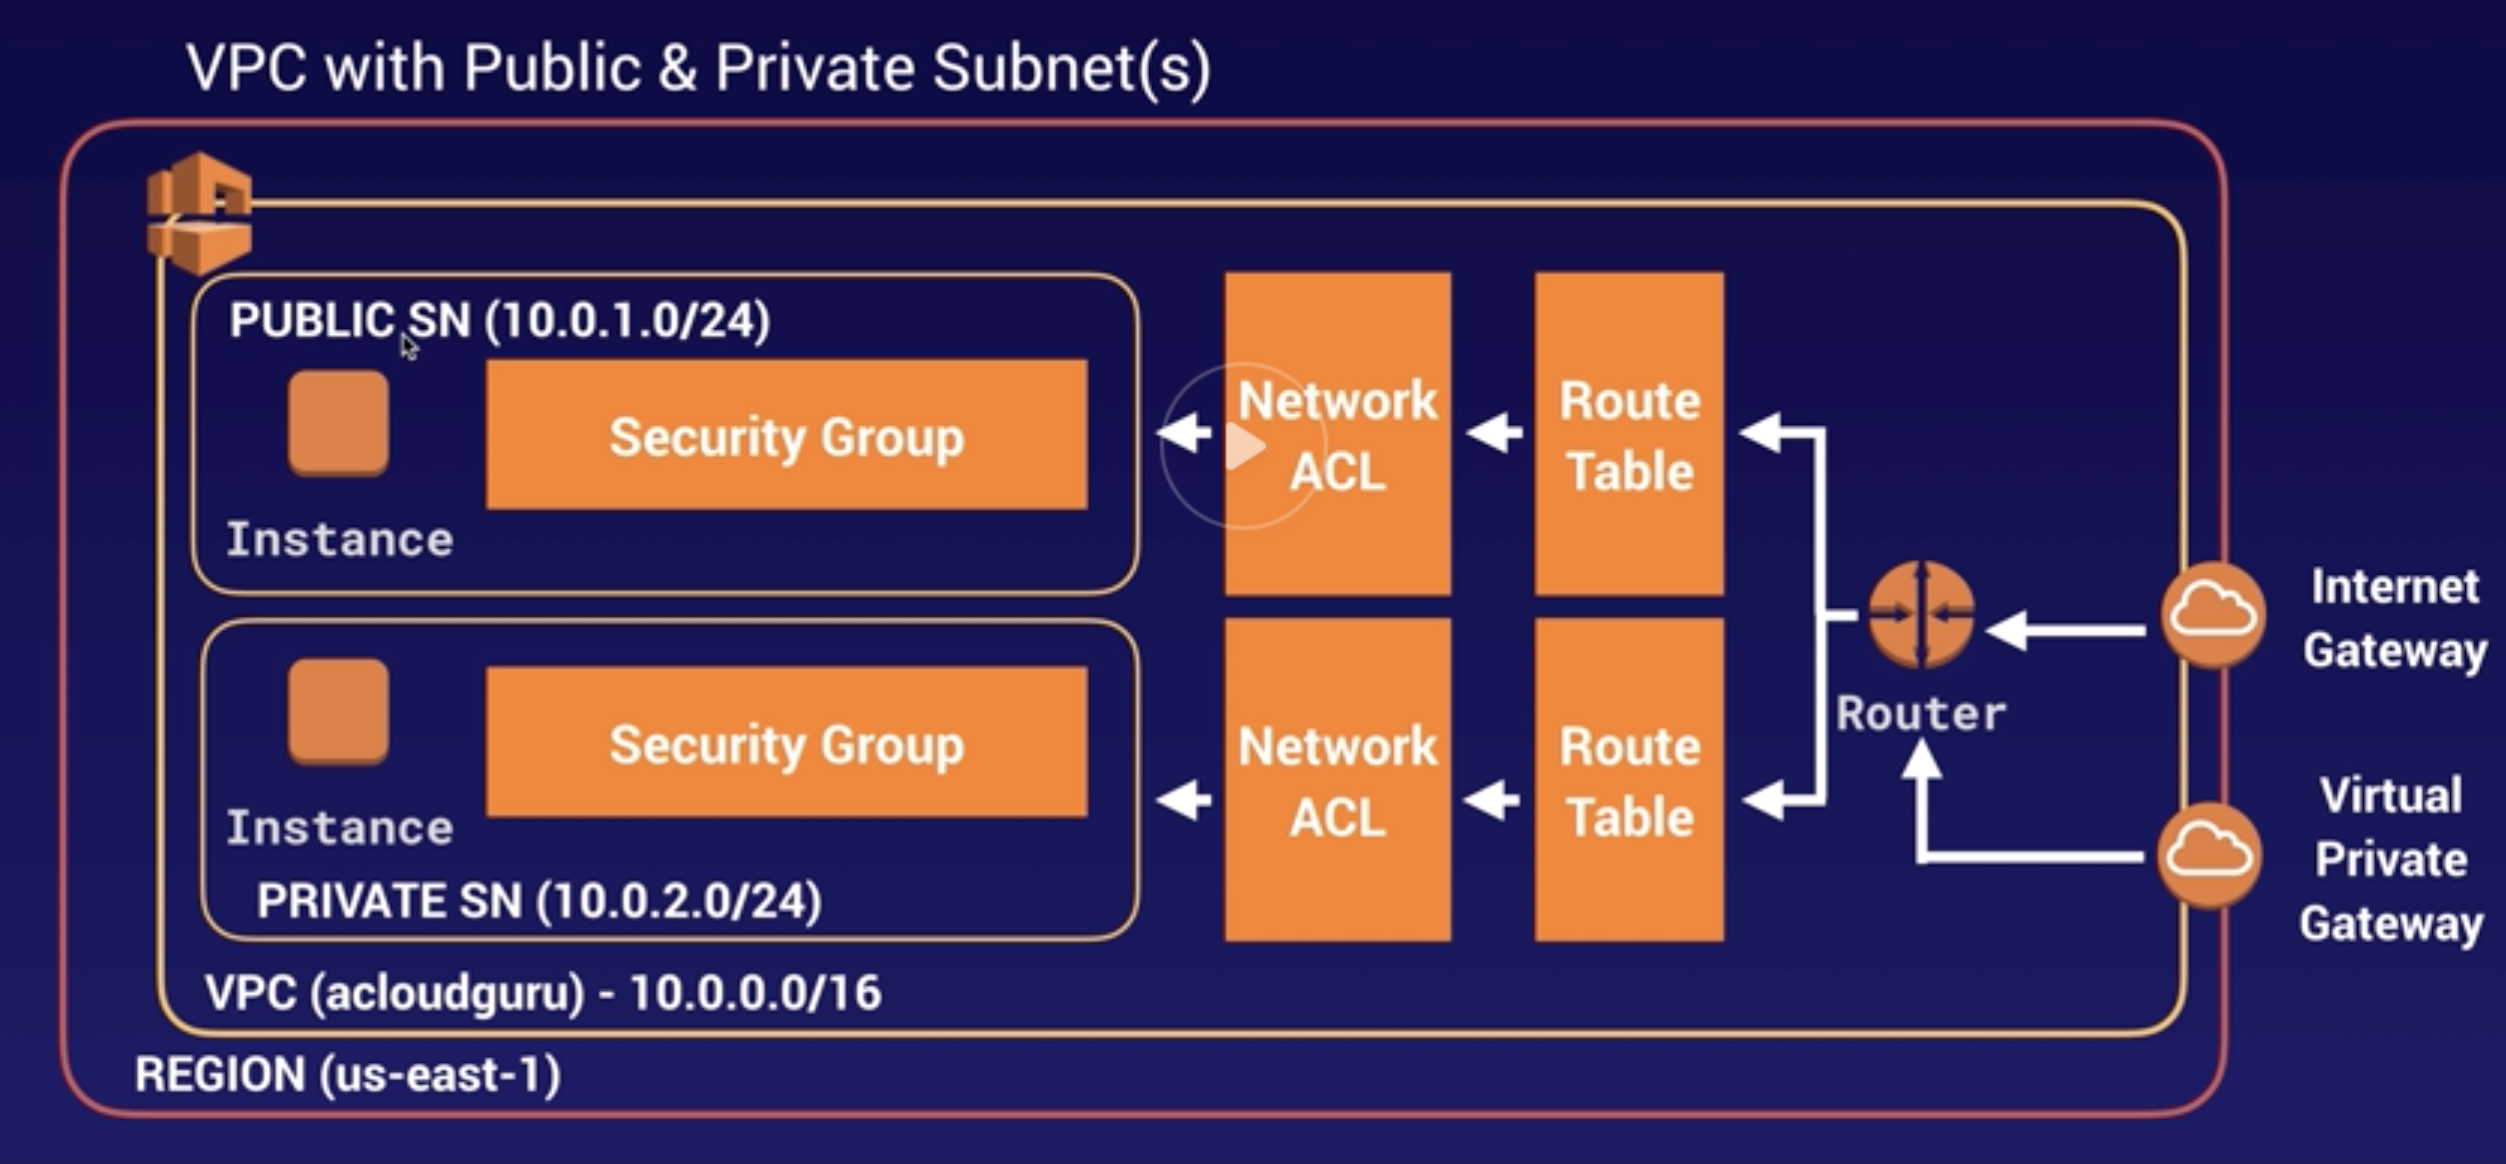 VPC with Public & Private Subnet(s)
PUBLIC SN (10.0.1.0/24)
Instance
Security Group
Network
ACL
Route
Table
Router
Internet
Gateway
Instance
Security Group
PRIVATE SN (10.0.2.0/24)
Network
ACL
Route
Table
Virtual
Private
Gateway
VPC (acloudguru) - 10.0.0.0/16
REGION (us-east-1)